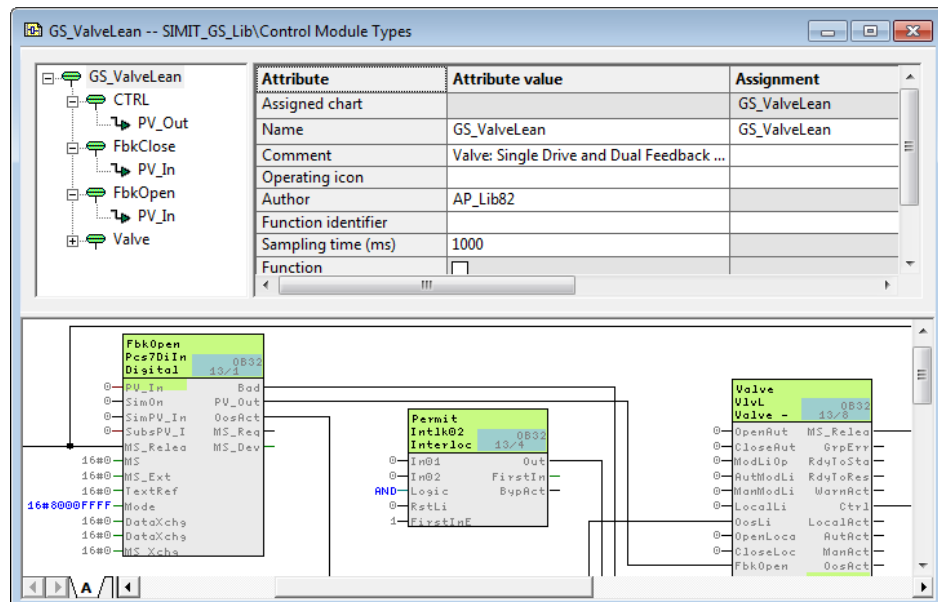 GS_ValveLean -- SIMIT_GS_Lib\Control Module Types
GS_ValveLean
CTRL
PV_Out
FbkClose
PV_In
FbkOpen
PV_In
Valve
Attribute Attribute value Assignment
Assigned chart GS_ValveLean
Name GS_ValveLean GS_ValveLean
Comment Valve: Single Drive and Dual Feedback ...
Operating icon
Author AP_Lib82
Function identifier
Sampling time (ms) 1000
Function
FbkOpen
Pcs7DiIn
Digital
OB32
13/1
0 PV_In Bad
0 SimOn PV_Out
0 SimPV_In OosAct
0 SubsPV_I MS_Req
MS_Relea MS_Dev
16#0 MS
16#0 MS_Ext
16#0 TextRef
16#8000FFFF Mode
16#0 DataXchg
16#0 DataXchg
16#0 MS_Xchg
Permit
Intlk02
Interloc
OB32
13/4
0 In01 Out
0 In02 FirstIn
AND Logic BypAct
0 RstLi
1 FirstInE
Valve
VlvL
Valve -
OB32
13/8
0 OpenAut MS_Relea
0 CloseAut GrpErr
0 ModLiOp RdyToSta
0 AutModLi RdyToRes
0 ManModLi WarnAct
0 LocalLi Ctrl
OosLi LocalAct
0 OpenLoca AutAct
0 CloseLoc ManAct
FbkOpen OosAct
A